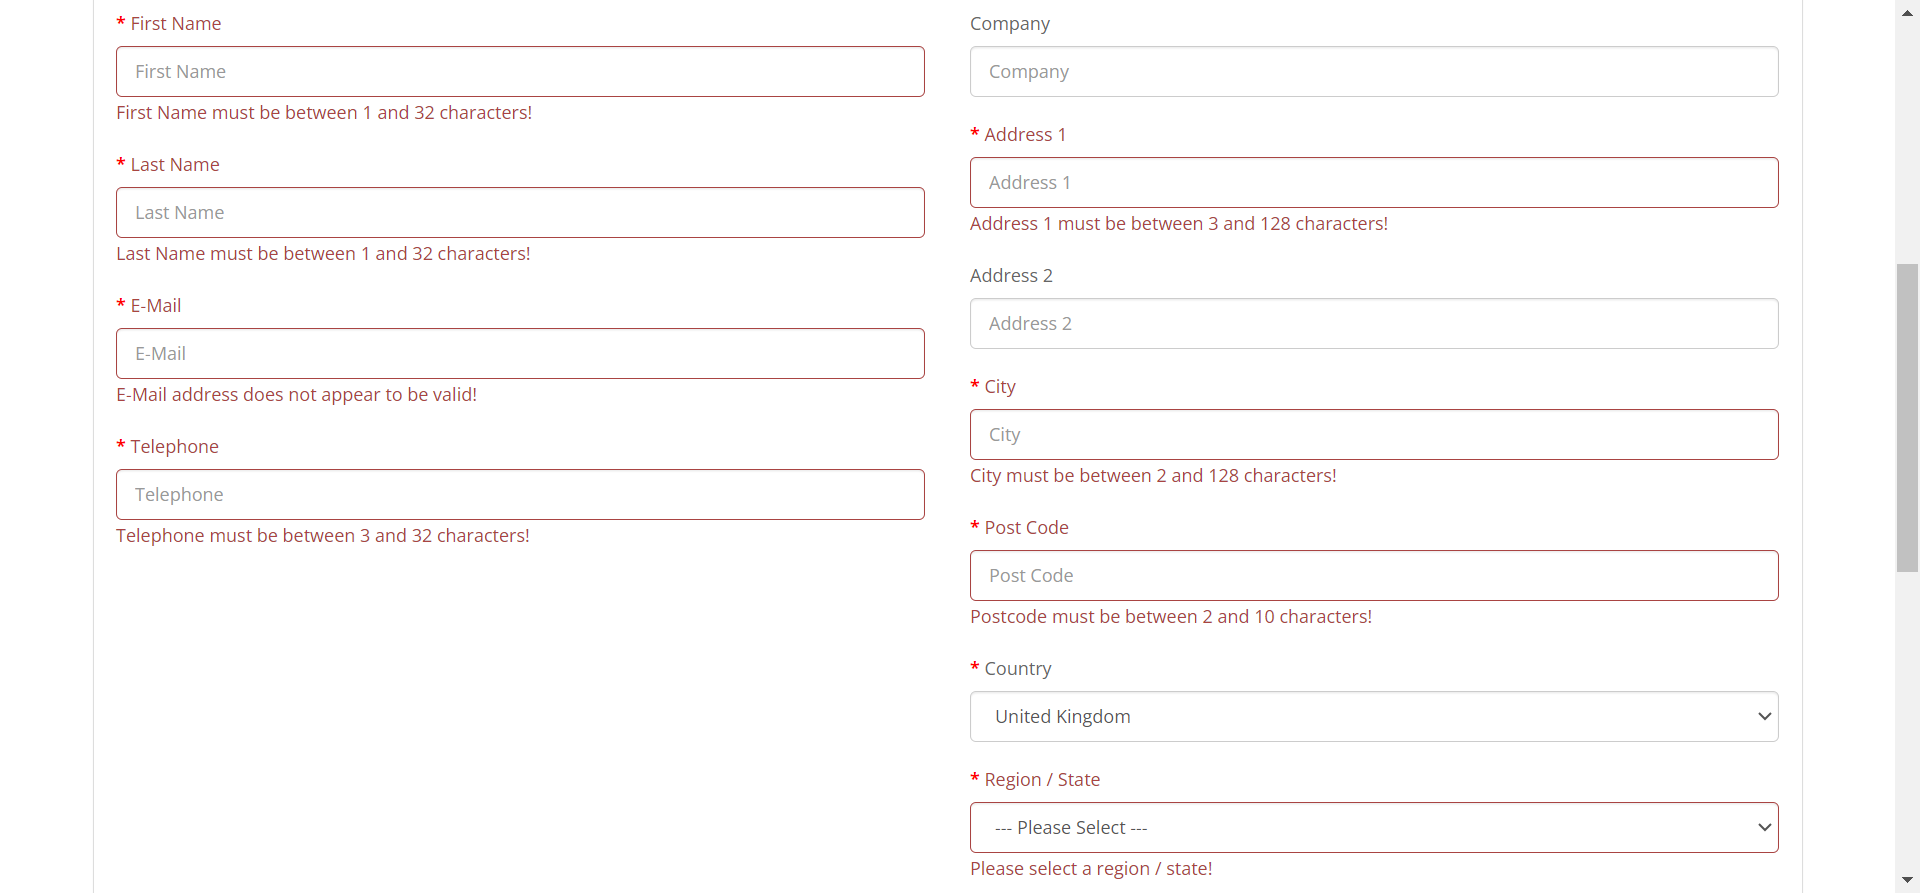 * First Name
First Name
First Name must be between 1 and 32 characters!
* Last Name
Last Name
Last Name must be between 1 and 32 characters!
* E-Mail
E-Mail
E-Mail address does not appear to be valid!
* Telephone
Telephone
Telephone must be between 3 and 32 characters!
Company
Company
* Address 1
Address 1
Address 1 must be between 3 and 128 characters!
Address 2
Address 2
* City
City
City must be between 2 and 128 characters!
* Post Code
Post Code
Postcode must be between 2 and 10 characters!
* Country
United Kingdom
* Region / State
--- Please Select ---
Please select a region / state!